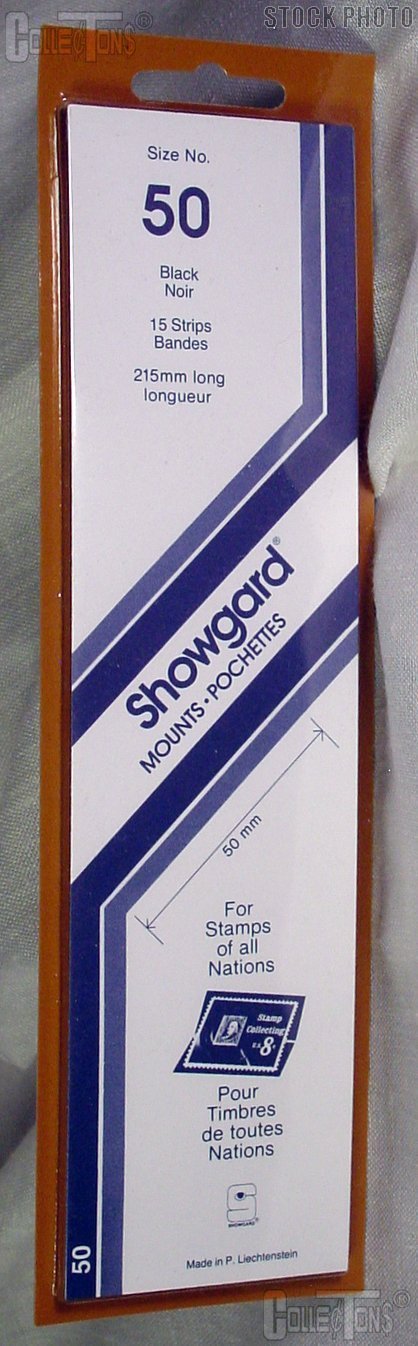 COLLECTONS
STOCK PHOTO
Size No.
50
Black
Noir
15 Strips
Bandes
215mm long
longueur
Showgard®
MOUNTS • POCHETTES
50 mm
For
Stamps
of all
Nations
Stamp
Collecting
U.S. 8c
Pour
Timbres
de toutes
Nations
SHOWGARD®
Made in P. Liechtenstein
50
COLLECTONS